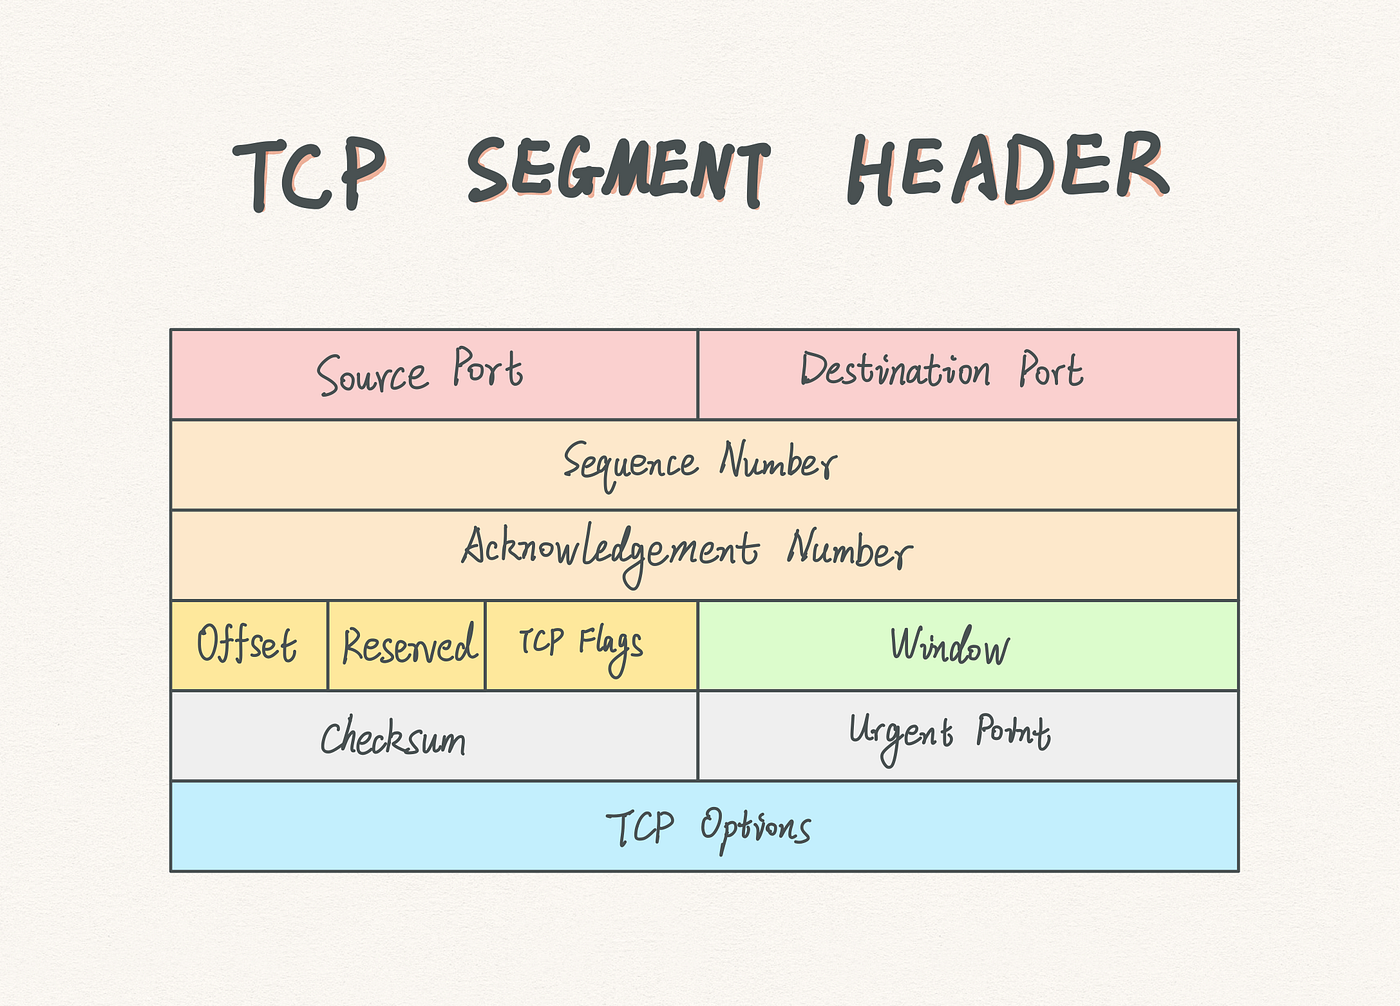 TCP SEGMENT HEADER
Source Port Destination Port
Sequence Number
Acknowledgement Number
Offset Reserved TCP Flags Window
Checksum Urgent Point
TCP Options